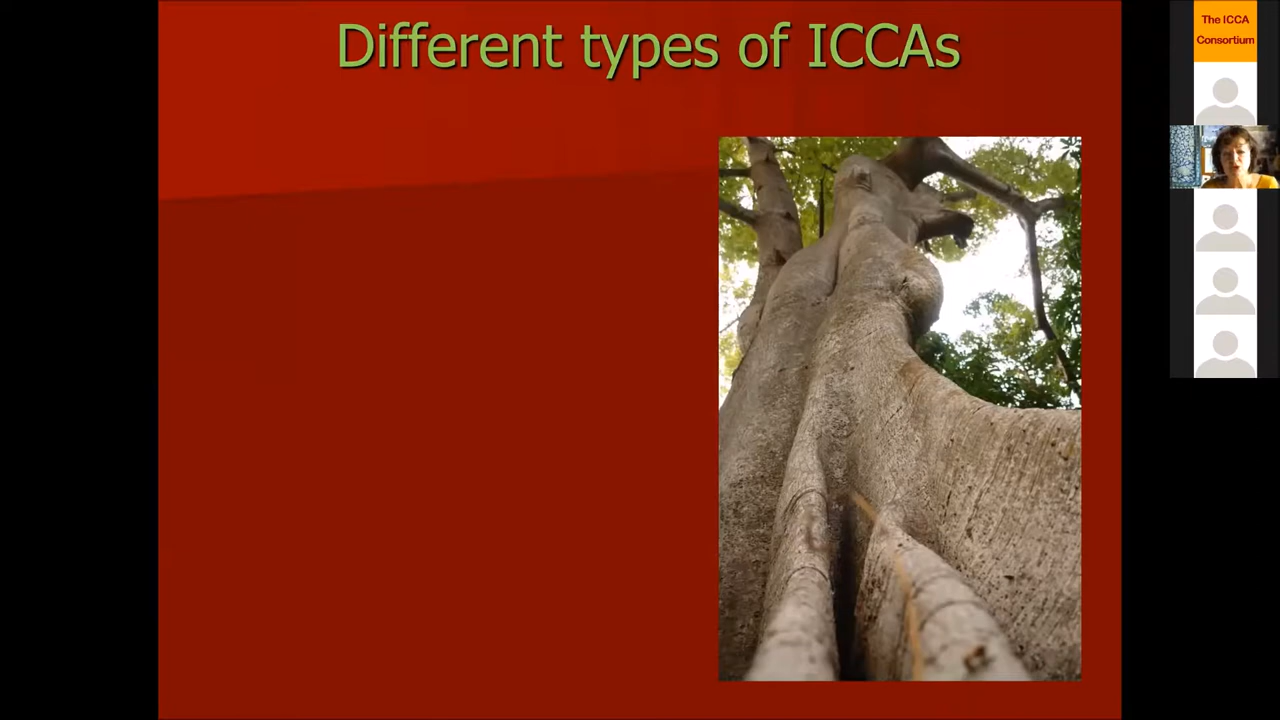 Different types of ICCAs
The ICCA
Consortium